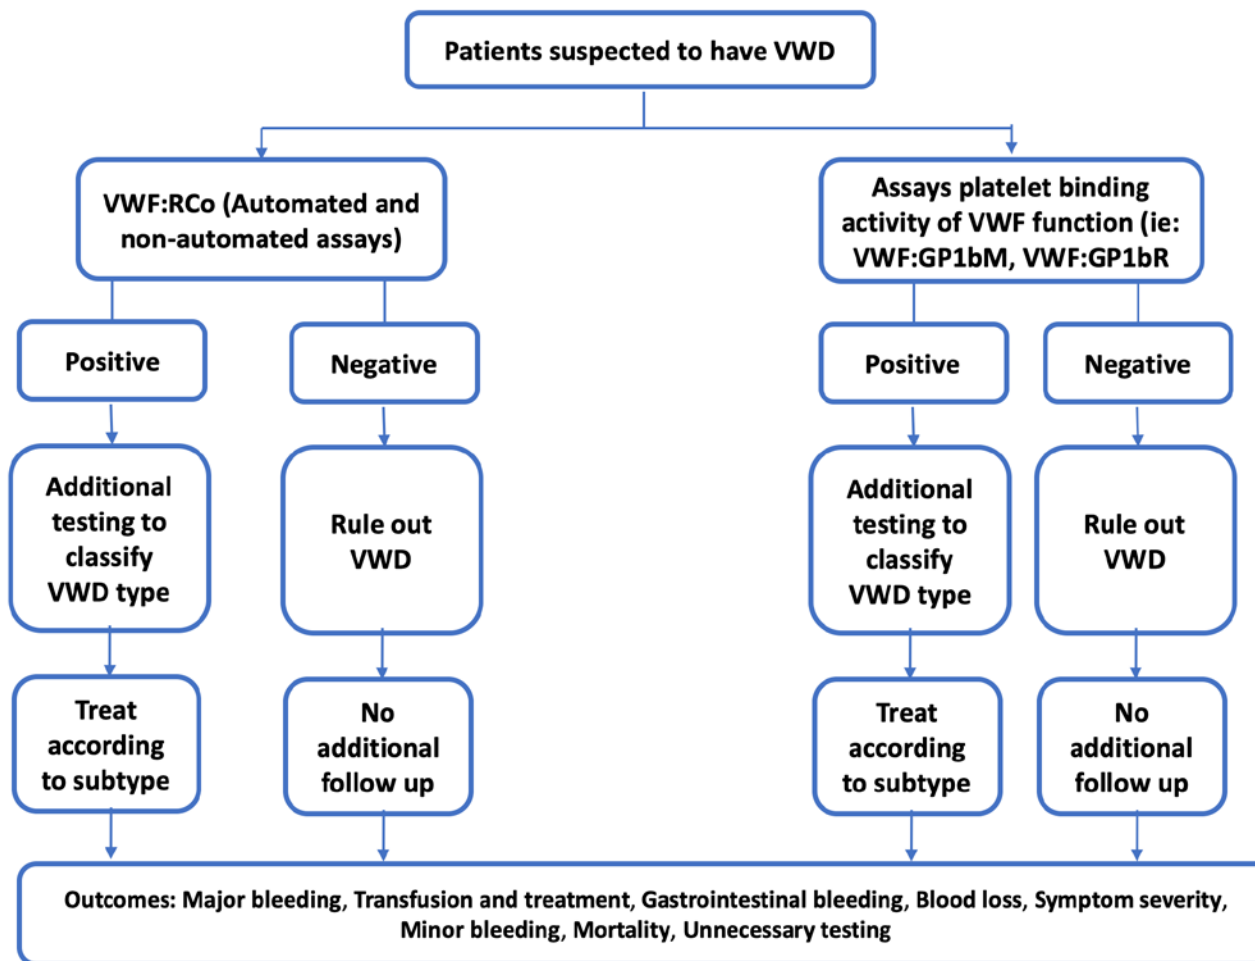 Patients suspected to have VWD
VWF:RCo (Automated and
non-automated assays)
Assays platelet binding
activity of VWF function (ie:
VWF:GP1bM, VWF:GP1bR
Positive
Negative
Positive
Negative
Additional
testing to
classify
VWD type
Rule out
VWD
Additional
testing to
classify
VWD type
Rule out
VWD
Treat
according
to subtype
No
additional
follow up
Treat
according
to subtype
No
additional
follow up
Outcomes: Major bleeding, Transfusion and treatment, Gastrointestinal bleeding, Blood loss, Symptom severity,
Minor bleeding, Mortality, Unnecessary testing